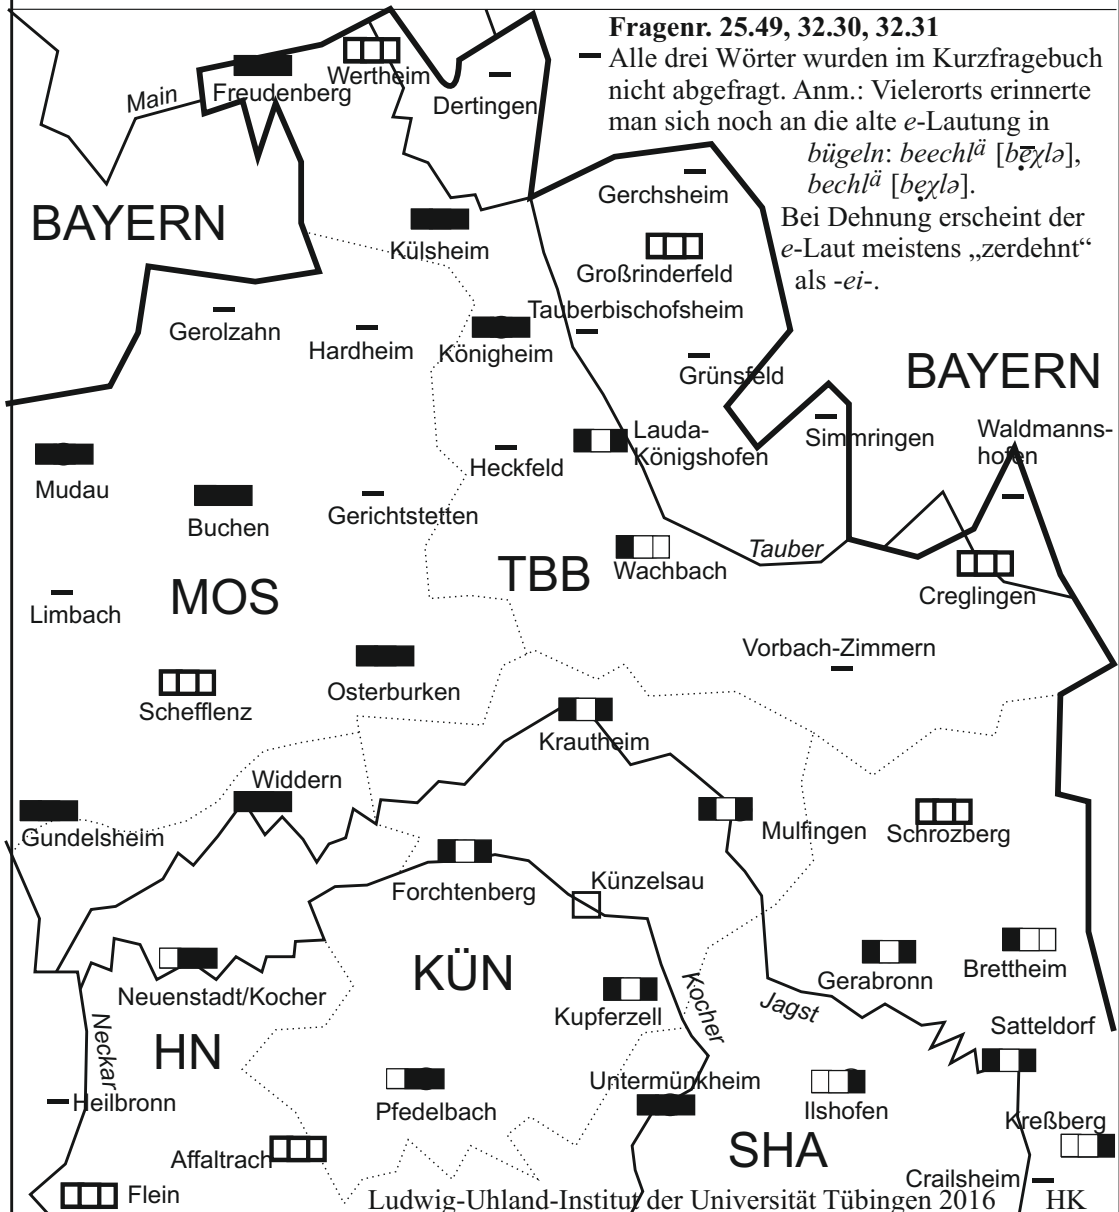 Fragenr. 25.49, 32.30, 32.31
Alle drei Wörter wurden im Kurzfragebuch
nicht abgefragt. Anm.: Vielerorts erinnerte
man sich noch an die alte e-Lautung in
bügeln: beechlä [bẹ̄χlə],
bechlä [bẹχlə].
Bei Dehnung erscheint der
e-Laut meistens „zerdehnt“
als -ei-.
Wertheim
Freudenberg
Main
Dertingen
Gerchsheim
BAYERN
Külsheim
Großrinderfeld
Tauberbischofsheim
Gerolzahn
Hardheim
Königheim
Grünsfeld
BAYERN
Lauda-
Königshofen
Simmringen
Waldmanns-
hofen
Heckfeld
Mudau
Buchen
Gerichtstetten
Tauber
TBB
Wachbach
MOS
Creglingen
Limbach
Vorbach-Zimmern
Osterburken
Schefflenz
Krautheim
Widdern
Gundelsheim
Mulfingen
Schrozberg
Künzelsau
Forchtenberg
KÜN
Gerabronn
Brettheim
Neuenstadt/Kocher
Kocher
Jagst
Kupferzell
Neckar
HN
Satteldorf
Untermünkheim
Heilbronn
Pfedelbach
Ilshofen
Kreßberg
SHA
Affaltrach
Crailsheim
Flein
Ludwig-Uhland-Institut der Universität Tübingen 2016 HK